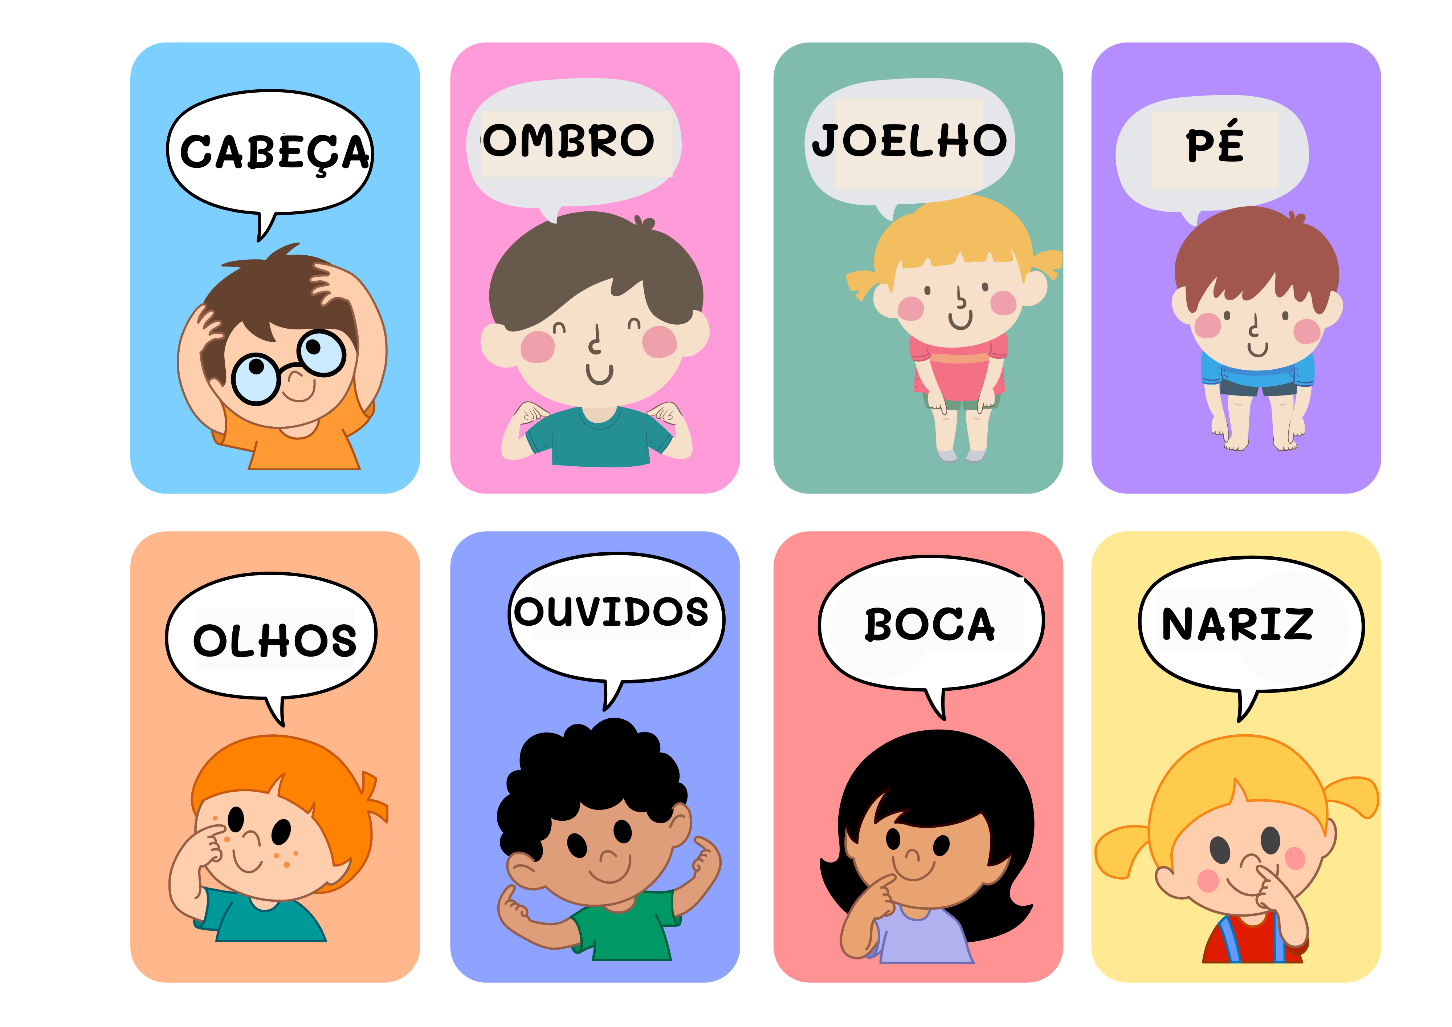 CABEÇA
OMBRO
JOELHO
PÉ
OLHOS
OUVIDOS
BOCA
NARIZ